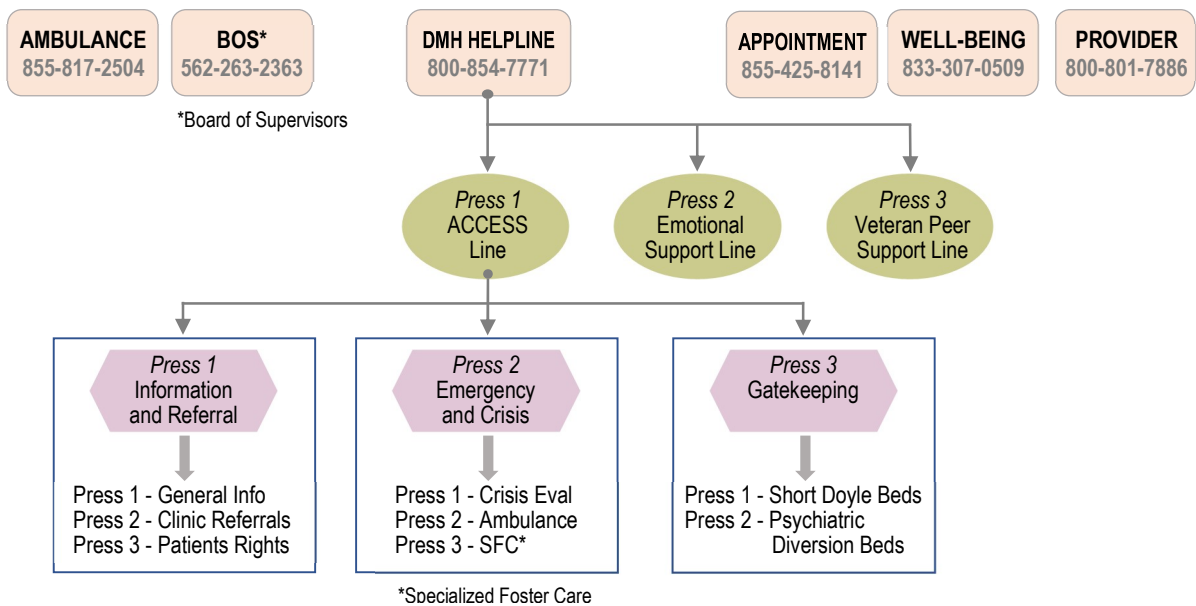 AMBULANCE
855-817-2504
BOS*
562-263-2363
DMH HELPLINE
800-854-7771
APPOINTMENT
855-425-8141
WELL-BEING
833-307-0509
PROVIDER
800-801-7886
*Board of Supervisors
Press 1
ACCESS
Line
Press 2
Emotional
Support Line
Press 3
Veteran Peer
Support Line
Press 1
Information
and Referral
Press 1 - General Info
Press 2 - Clinic Referrals
Press 3 - Patients Rights
Press 2
Emergency
and Crisis
Press 1 - Crisis Eval
Press 2 - Ambulance
Press 3 - SFC*
Press 3
Gatekeeping
Press 1 - Short Doyle Beds
Press 2 - Psychiatric
Diversion Beds
*Specialized Foster Care